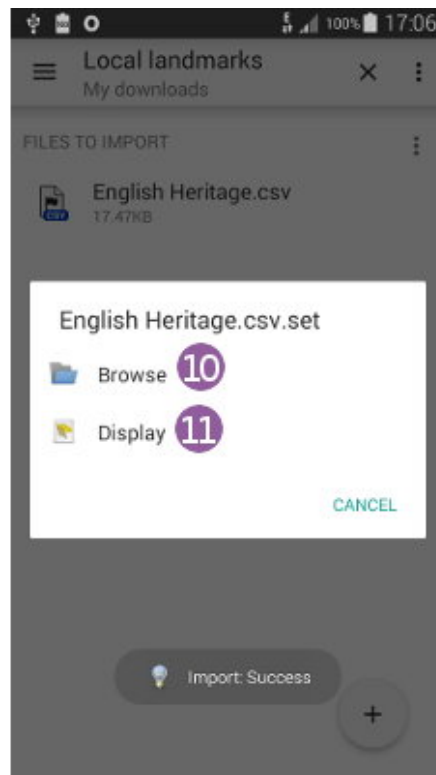 100% 17:06
Local landmarks
My downloads
FILES TO IMPORT
English Heritage.csv
CSV
17.47KB
English Heritage.csv.set
Browse 10
Display 11
CANCEL
Import: Success